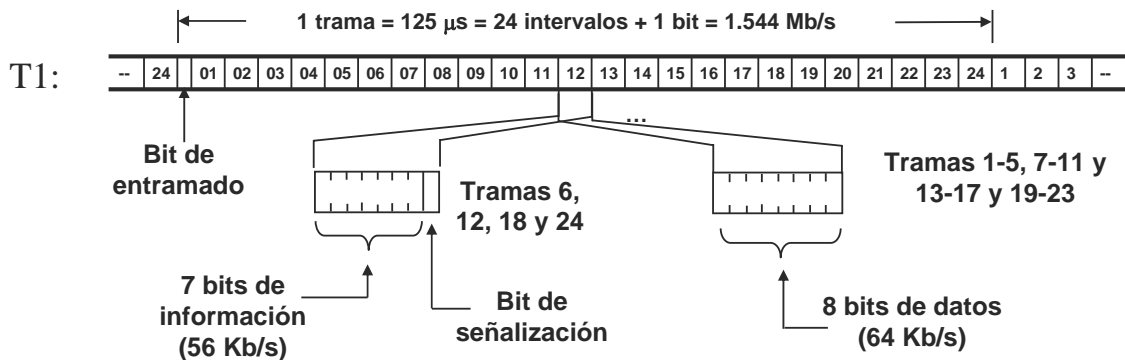 1 trama = 125 μs = 24 intervalos + 1 bit = 1.544 Mb/s
T1:
-- 24 01 02 03 04 05 06 07 08 09 10 11 12 13 14 15 16 17 18 19 20 21 22 23 24 1 2 3 --
...
Bit de
entramado
Tramas 6,
12, 18 y 24
Tramas 1-5, 7-11 y
13-17 y 19-23
7 bits de
información
(56 Kb/s)
Bit de
señalización
8 bits de datos
(64 Kb/s)